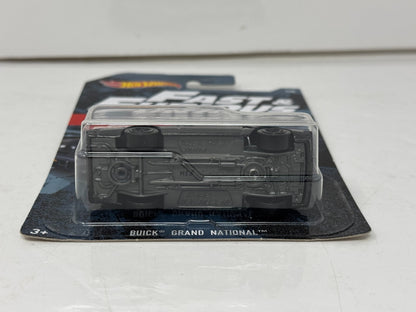 Hot Wheels
FAST &
FURIOUS
BUICK™ GRAND NATIONAL™
3+